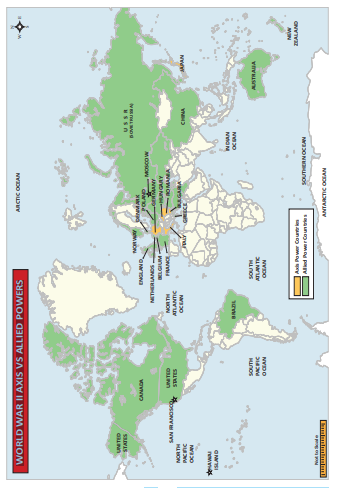 WORLD WAR II AXIS VS ALLIED POWERS
ARCTIC OCEAN
UNITED
STATES
CANADA
UNITED
STATES
SAN FRANCISCO
NORTH
PACIFIC
OCEAN
HAWAII
ISLAND
NORTH
ATLANTIC
OCEAN
SOUTH
PACIFIC
OCEAN
BRAZIL
SOUTH
ATLANTIC
OCEAN
ENGLAND
NETHERLANDS
BELGIUM
FRANCE
NORWAY
DENMARK
POLAND
GERMANY
MOSCOW
HUNGARY
ROMANIA
BULGARIA
GREECE
ITALY
U S S R
(SOVIET UNION)
CHINA
JAPAN
INDIAN
OCEAN
AUSTRALIA
NEW
ZEALAND
SOUTHERN OCEAN
ANTARCTIC OCEAN
Axis Power Countries
Allied Power Countries
Not to Scale